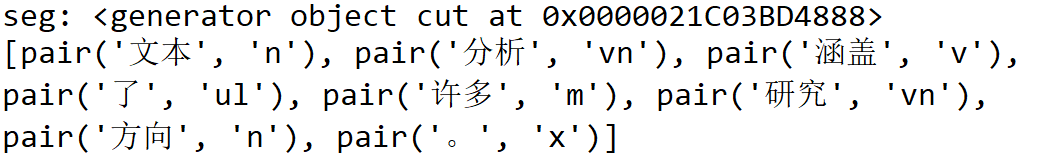 seg: <generator object cut at 0x0000021C03BD4888>
[pair('文本', 'n'), pair('分析', 'vn'), pair('涵盖', 'v'),
pair('了', 'ul'), pair('许多', 'm'), pair('研究', 'vn'),
pair('方向', 'n'), pair('。', 'x')]